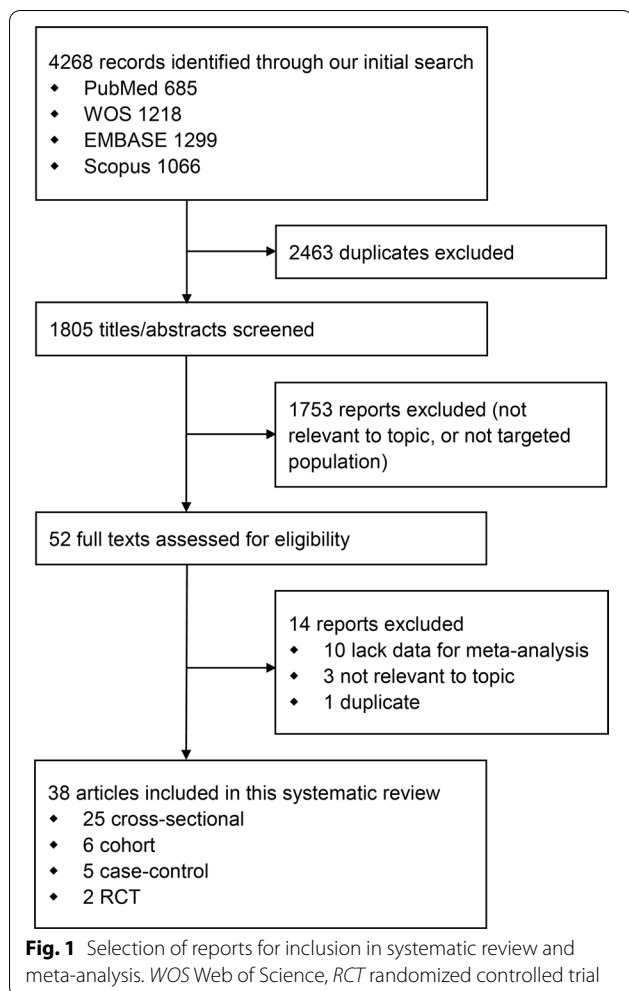 4268 records identified through our initial search
◆ PubMed 685
◆ WOS 1218
◆ EMBASE 1299
◆ Scopus 1066
2463 duplicates excluded
1805 titles/abstracts screened
1753 reports excluded (not
relevant to topic, or not targeted
population)
52 full texts assessed for eligibility
14 reports excluded
◆ 10 lack data for meta-analysis
◆ 3 not relevant to topic
◆ 1 duplicate
38 articles included in this systematic review
◆ 25 cross-sectional
◆ 6 cohort
◆ 5 case-control
◆ 2 RCT
Fig. 1 Selection of reports for inclusion in systematic review and
meta-analysis. WOS Web of Science, RCT randomized controlled trial